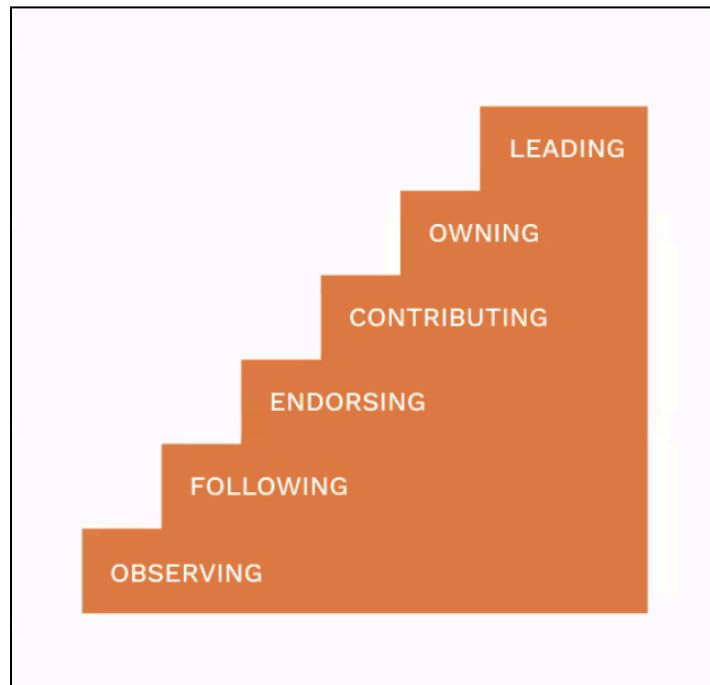 LEADING
OWNING
CONTRIBUTING
ENDORSING
FOLLOWING
OBSERVING